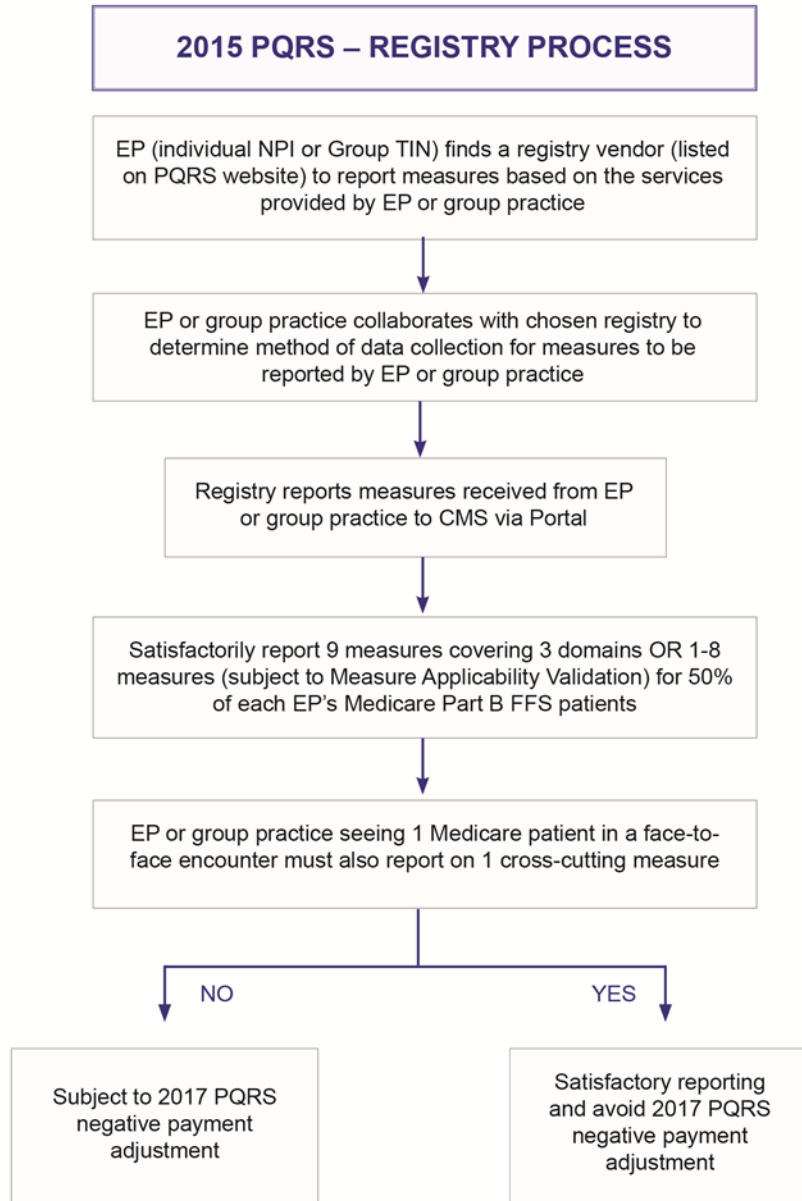 2015 PQRS – REGISTRY PROCESS
EP (individual NPI or Group TIN) finds a registry vendor (listed
on PQRS website) to report measures based on the services
provided by EP or group practice
EP or group practice collaborates with chosen registry to
determine method of data collection for measures to be
reported by EP or group practice
Registry reports measures received from EP
or group practice to CMS via Portal
Satisfactorily report 9 measures covering 3 domains OR 1-8
measures (subject to Measure Applicability Validation) for 50%
of each EP’s Medicare Part B FFS patients
EP or group practice seeing 1 Medicare patient in a face-to-
face encounter must also report on 1 cross-cutting measure
NO
YES
Subject to 2017 PQRS
negative payment
adjustment
Satisfactory reporting
and avoid 2017 PQRS
negative payment
adjustment